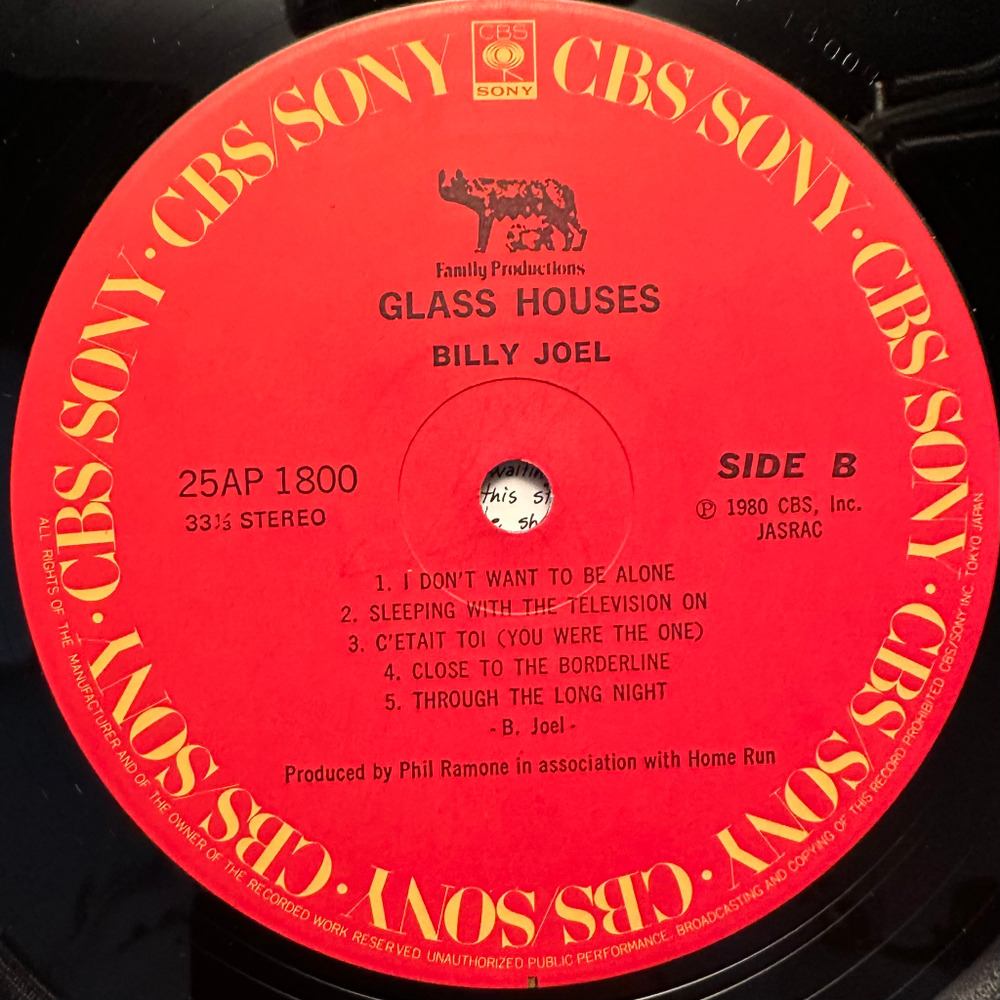 CBS
SONY
CBS/SONY · CBS/SONY · CBS/SONY · CBS/SONY · CBS/SONY · CBS/SONY · CBS/SONY · CBS/SONY
Family Productions
GLASS HOUSES
BILLY JOEL
25AP 1800
33⅓ STEREO
SIDE B
℗ 1980 CBS, Inc.
JASRAC
waitin
this st
sh
1. I DON'T WANT TO BE ALONE
2. SLEEPING WITH THE TELEVISION ON
3. C'ETAIT TOI (YOU WERE THE ONE)
4. CLOSE TO THE BORDERLINE
5. THROUGH THE LONG NIGHT
- B. Joel -
Produced by Phil Ramone in association with Home Run
ALL RIGHTS OF THE MANUFACTURER AND OF THE OWNER OF THE RECORDED WORK RESERVED UNAUTHORIZED PUBLIC PERFORMANCE, BROADCASTING AND COPYING OF THIS RECORD PROHIBITED CBS/SONY INC. TOKYO JAPAN